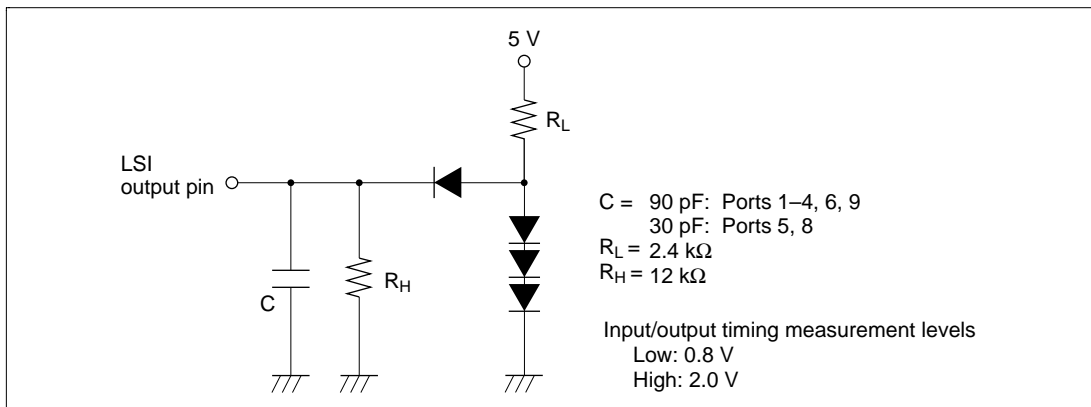 5 V
R_L
LSI
output pin
C
R_H
C = 90 pF: Ports 1–4, 6, 9
30 pF: Ports 5, 8
R_L = 2.4 kΩ
R_H = 12 kΩ
Input/output timing measurement levels
Low: 0.8 V
High: 2.0 V